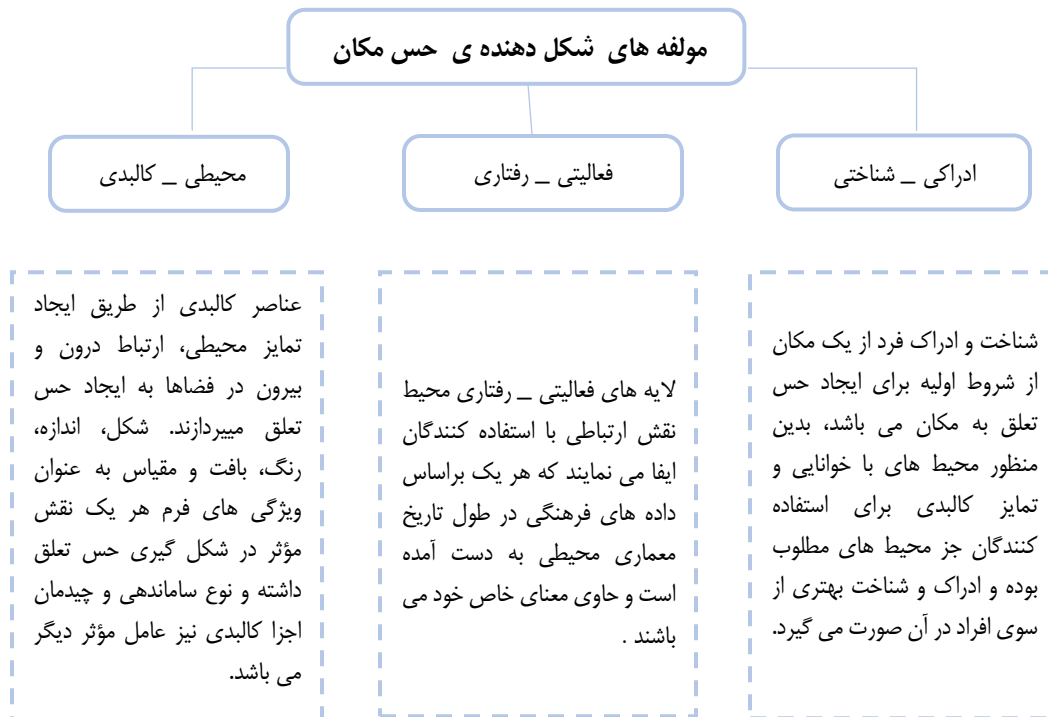 مولفه های شکل دهنده ی حس مکان
ادراکی _ شناختی
فعالیتی _ رفتاری
محیطی _ کالبدی
شناخت و ادراک فرد از یک مکان
از شروط اولیه برای ایجاد حس
تعلق به مکان می باشد، بدین
منظور محیط های با خوانایی و
تمایز کالبدی برای استفاده
کنندگان جز محیط های مطلوب
بوده و ادراک و شناخت بهتری از
سوی افراد در آن صورت می گیرد.
لایه های فعالیتی _ رفتاری محیط
نقش ارتباطی با استفاده کنندگان
ایفا می نمایند که هر یک براساس
داده های فرهنگی در طول تاریخ
معماری محیطی به دست آمده
است و حاوی معنای خاص خود می
باشند .
عناصر کالبدی از طریق ایجاد
تمایز محیطی، ارتباط درون و
بیرون در فضاها به ایجاد حس
تعلق میپردازند. شکل، اندازه،
رنگ، بافت و مقیاس به عنوان
ویژگی های فرم هر یک نقش
مؤثر در شکل گیری حس تعلق
داشته و نوع ساماندهی و چیدمان
اجزا کالبدی نیز عامل مؤثر دیگر
می باشد.